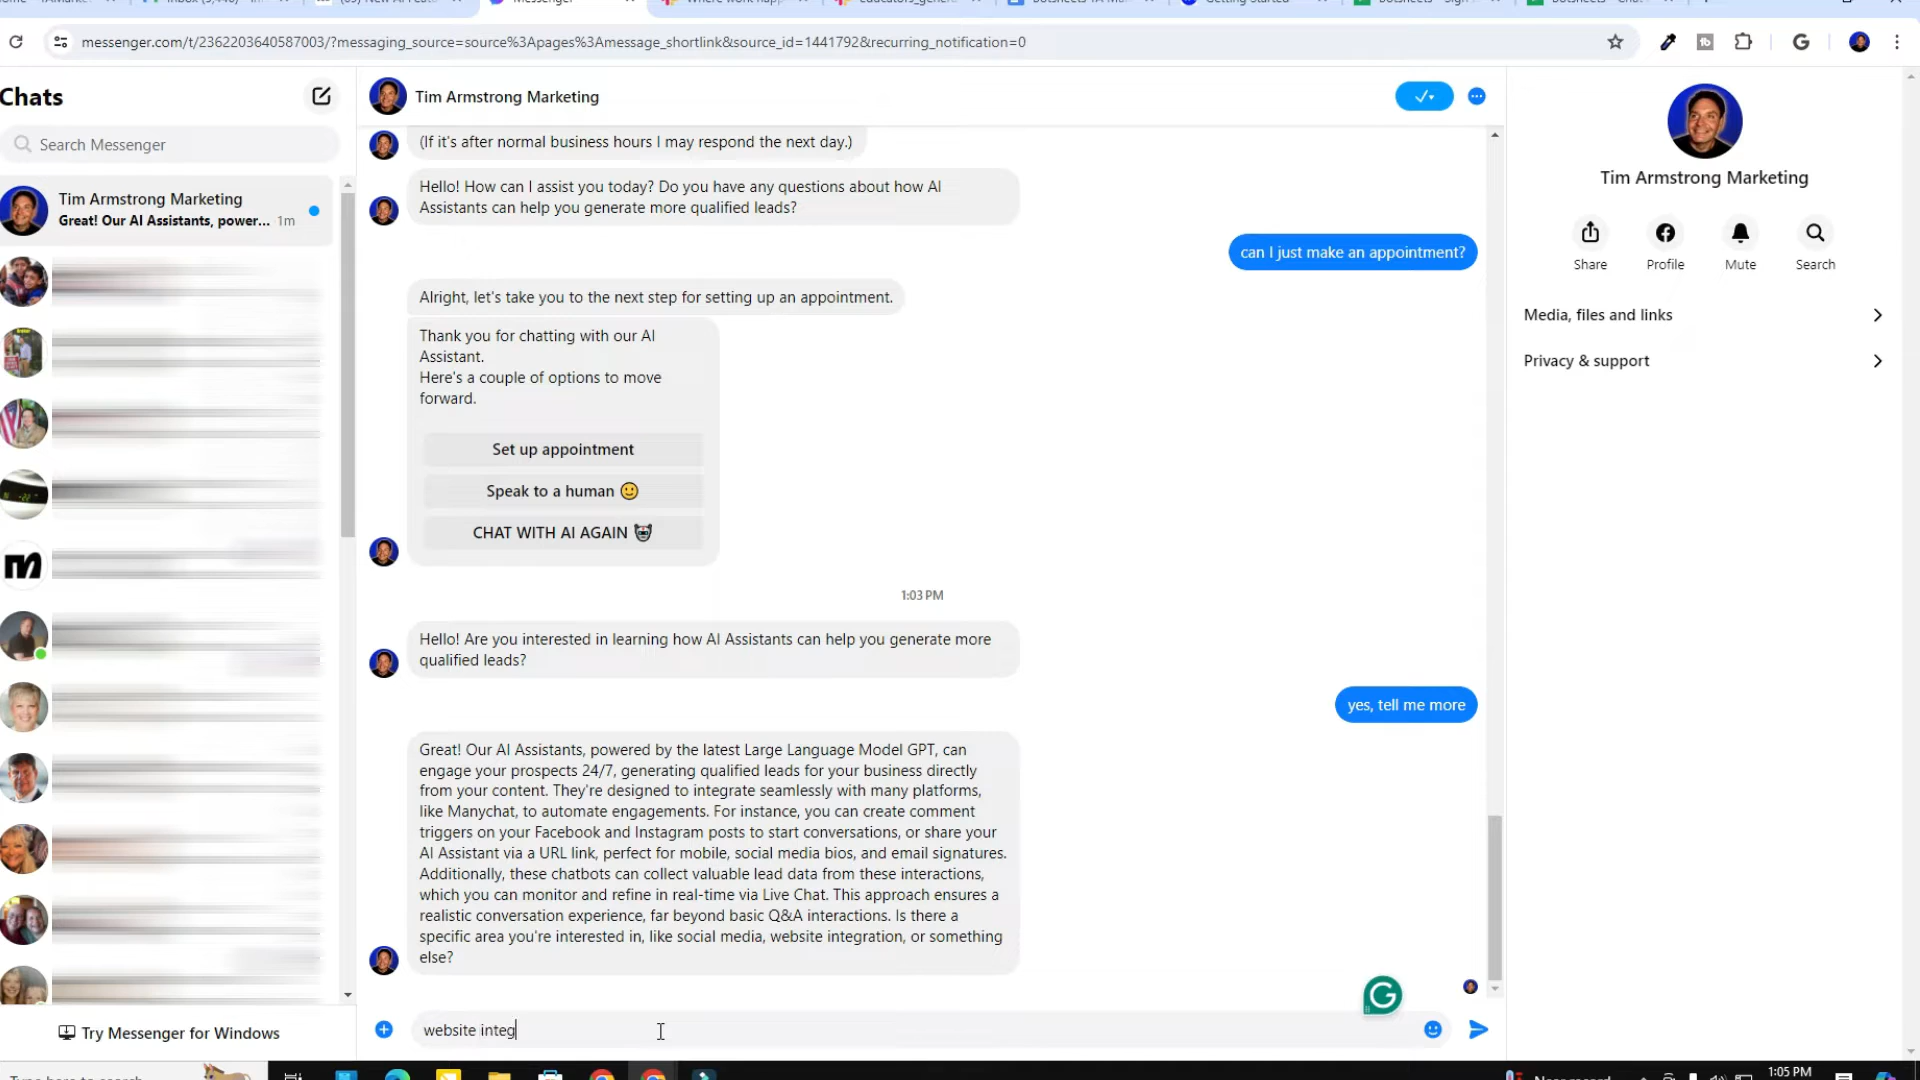 Messenger
messenger.com/t/2362203640587003/?messaging_source=source%3Apages%3Amessage_shortlink&source_id=1441792&recurring_notification=0
Chats
Search Messenger
Tim Armstrong Marketing
Great! Our AI Assistants, power... 1m
Try Messenger for Windows
Tim Armstrong Marketing
(If it's after normal business hours I may respond the next day.)
Hello! How can I assist you today? Do you have any questions about how AI
Assistants can help you generate more qualified leads?
can I just make an appointment?
Alright, let's take you to the next step for setting up an appointment.
Thank you for chatting with our AI
Assistant.
Here's a couple of options to move
forward.
Set up appointment
Speak to a human
CHAT WITH AI AGAIN
1:03 PM
Hello! Are you interested in learning how AI Assistants can help you generate more
qualified leads?
yes, tell me more
Great! Our AI Assistants, powered by the latest Large Language Model GPT, can
engage your prospects 24/7, generating qualified leads for your business directly
from your content. They're designed to integrate seamlessly with many platforms,
like Manychat, to automate engagements. For instance, you can create comment
triggers on your Facebook and Instagram posts to start conversations, or share your
AI Assistant via a URL link, perfect for mobile, social media bios, and email signatures.
Additionally, these chatbots can collect valuable lead data from these interactions,
which you can monitor and refine in real-time via Live Chat. This approach ensures a
realistic conversation experience, far beyond basic Q&A interactions. Is there a
specific area you're interested in, like social media, website integration, or something
else?
website integ
Tim Armstrong Marketing
Share Profile Mute Search
Media, files and links
Privacy & support
Type here to search
1:05 PM